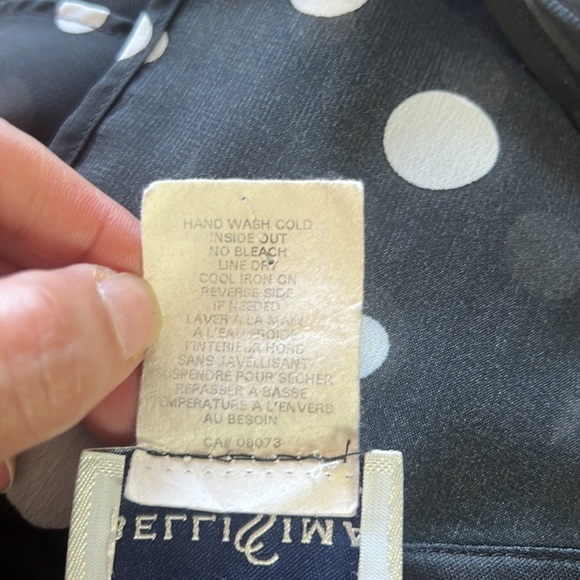 HAND WASH COLD
INSIDE OUT
NO BLEACH
LINE DRY
COOL IRON ON
REVERSE SIDE
IF NEEDED
LAVER A LA MAIN
A L'EAU FROIDE
L'INTERIEUR HORS
SANS JAVELLISANT
SUSPENDRE POUR SECHER
REPASSER A BASSE
TEMPERATURE A L'ENVERS
AU BESOIN
CA# 08073